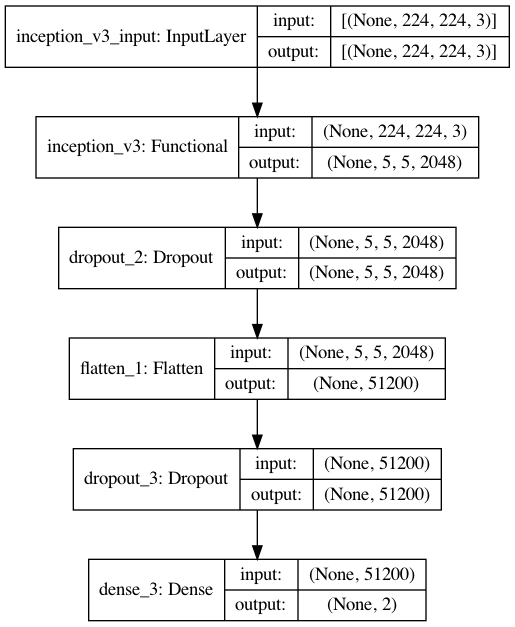 inception_v3_input: InputLayer
input:
[(None, 224, 224, 3)]
output:
[(None, 224, 224, 3)]
inception_v3: Functional
input:
(None, 224, 224, 3)
output:
(None, 5, 5, 2048)
dropout_2: Dropout
input:
(None, 5, 5, 2048)
output:
(None, 5, 5, 2048)
flatten_1: Flatten
input:
(None, 5, 5, 2048)
output:
(None, 51200)
dropout_3: Dropout
input:
(None, 51200)
output:
(None, 51200)
dense_3: Dense
input:
(None, 51200)
output:
(None, 2)